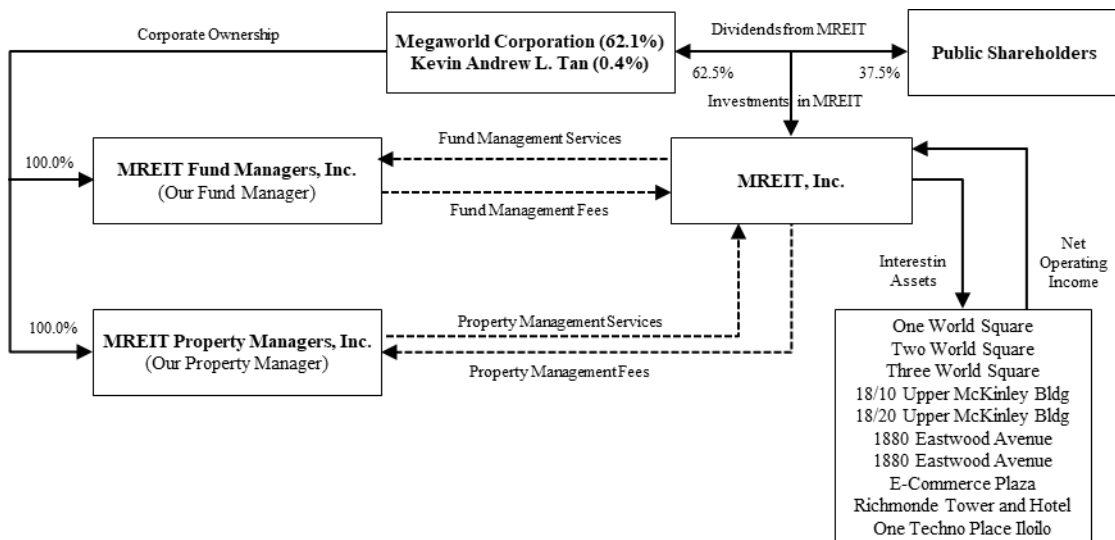 Corporate Ownership
Megaworld Corporation (62.1%)
Kevin Andrew L. Tan (0.4%)
Dividends from MREIT
Public Shareholders
62.5%
37.5%
Investments in MREIT
100.0%
MREIT Fund Managers, Inc.
(Our Fund Manager)
Fund Management Services
Fund Management Fees
MREIT, Inc.
Interest in
Assets
Net
Operating
Income
100.0%
MREIT Property Managers, Inc.
(Our Property Manager)
Property Management Services
Property Management Fees
One World Square
Two World Square
Three World Square
18/10 Upper McKinley Bldg
18/20 Upper McKinley Bldg
1880 Eastwood Avenue
1880 Eastwood Avenue
E-Commerce Plaza
Richmonde Tower and Hotel
One Techno Place Iloilo